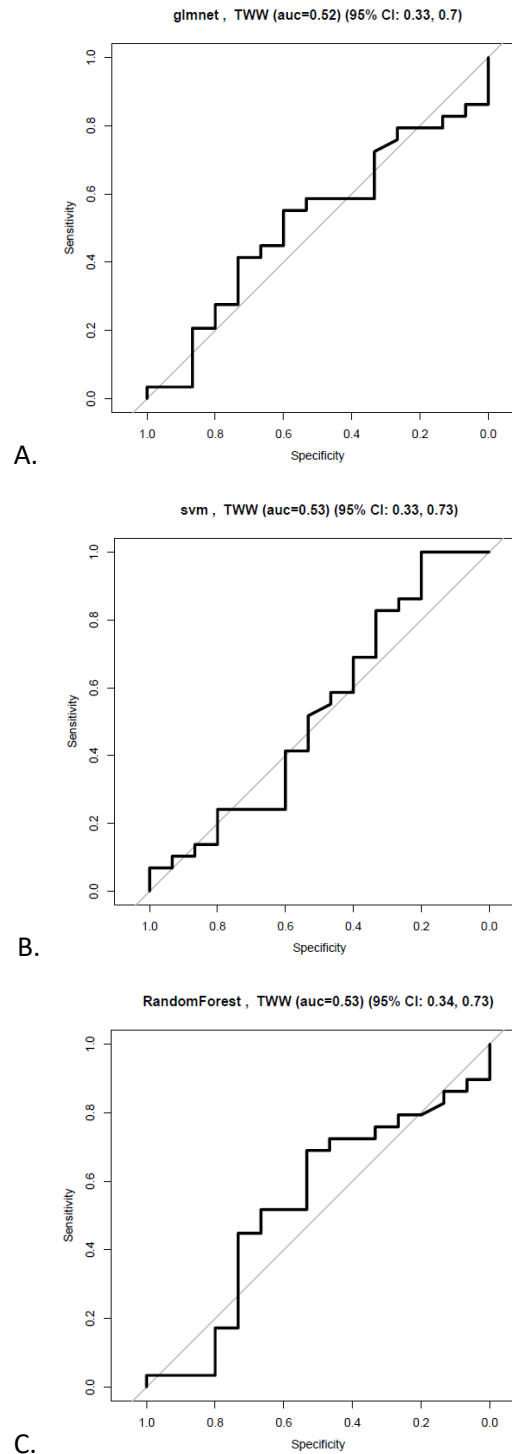 glmnet , TWW (auc=0.52) (95% CI: 0.33, 0.7)
Sensitivity
1.0
0.8
0.6
0.4
0.2
0.0
1.0 0.8 0.6 0.4 0.2 0.0
Specificity
A.
svm , TWW (auc=0.53) (95% CI: 0.33, 0.73)
Sensitivity
1.0
0.8
0.6
0.4
0.2
0.0
1.0 0.8 0.6 0.4 0.2 0.0
Specificity
B.
RandomForest , TWW (auc=0.53) (95% CI: 0.34, 0.73)
Sensitivity
1.0
0.8
0.6
0.4
0.2
0.0
1.0 0.8 0.6 0.4 0.2 0.0
Specificity
C.